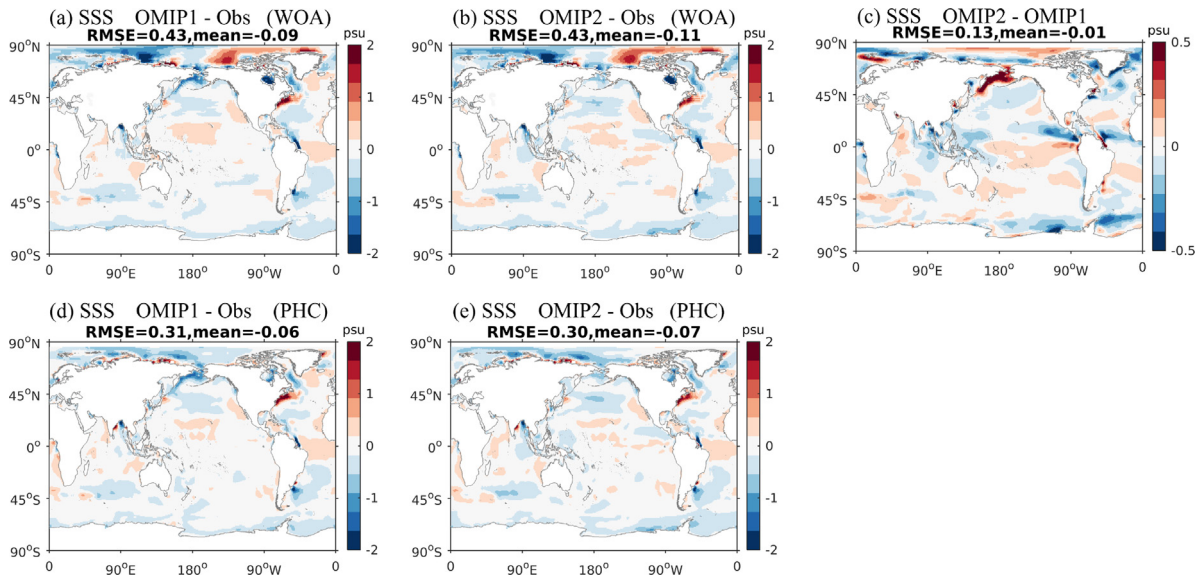 (a) SSS OMIP1 - Obs (WOA)
RMSE=0.43,mean=-0.09
psu
90°N
45°N
0°
45°S
90°S
0
90°E
180°
90°W
0
2
1
0
-1
-2
(b) SSS OMIP2 - Obs (WOA)
RMSE=0.43,mean=-0.11
psu
90°N
45°N
0°
45°S
90°S
0
90°E
180°
90°W
0
2
1
0
-1
-2
(c) SSS OMIP2 - OMIP1
RMSE=0.13,mean=-0.01
psu
90°N
45°N
0°
45°S
90°S
0
90°E
180°
90°W
0
0.5
0
-0.5
(d) SSS OMIP1 - Obs (PHC)
RMSE=0.31,mean=-0.06
psu
90°N
45°N
0°
45°S
90°S
0
90°E
180°
90°W
0
2
1
0
-1
-2
(e) SSS OMIP2 - Obs (PHC)
RMSE=0.30,mean=-0.07
psu
90°N
45°N
0°
45°S
90°S
0
90°E
180°
90°W
0
2
1
0
-1
-2